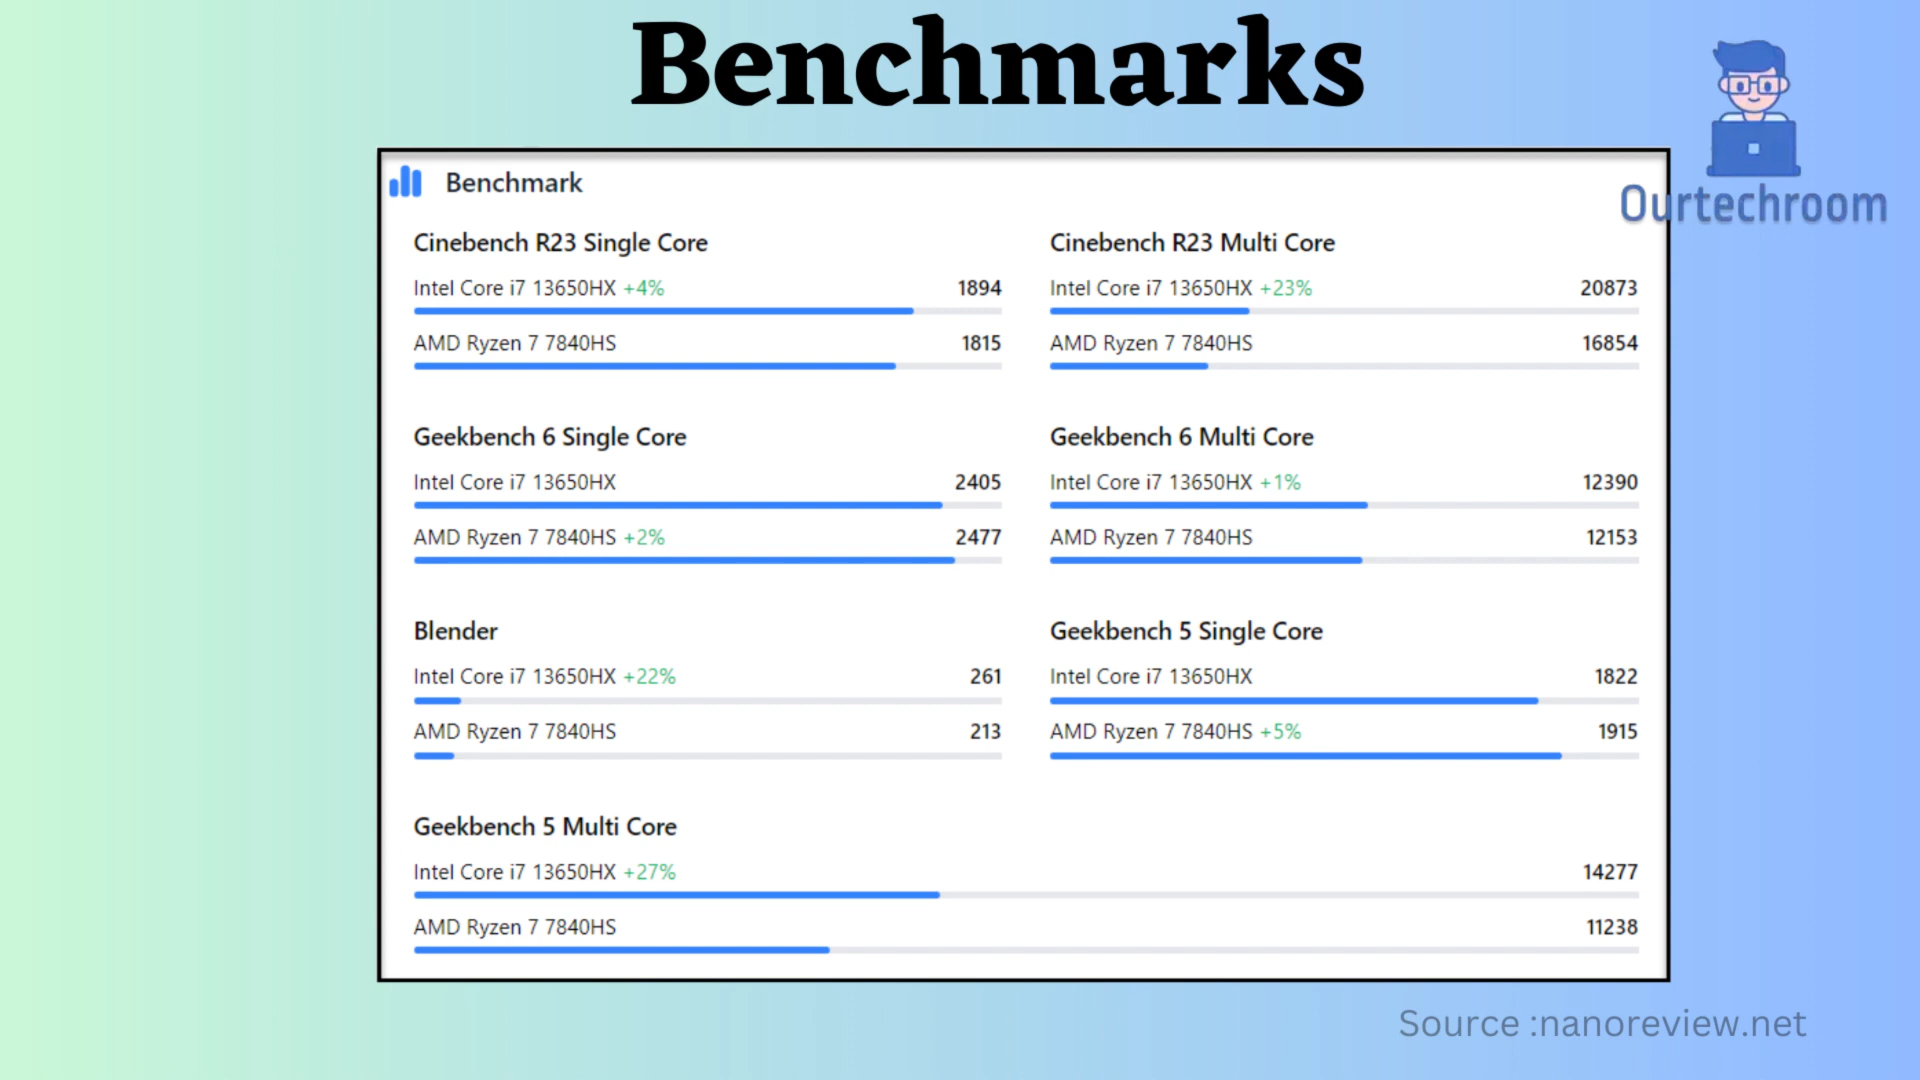 Benchmarks
Ourtechroom
Benchmark
Cinebench R23 Single Core
Intel Core i7 13650HX +4% 1894
AMD Ryzen 7 7840HS 1815
Cinebench R23 Multi Core
Intel Core i7 13650HX +23% 20873
AMD Ryzen 7 7840HS 16854
Geekbench 6 Single Core
Intel Core i7 13650HX 2405
AMD Ryzen 7 7840HS +2% 2477
Geekbench 6 Multi Core
Intel Core i7 13650HX +1% 12390
AMD Ryzen 7 7840HS 12153
Blender
Intel Core i7 13650HX +22% 261
AMD Ryzen 7 7840HS 213
Geekbench 5 Single Core
Intel Core i7 13650HX 1822
AMD Ryzen 7 7840HS +5% 1915
Geekbench 5 Multi Core
Intel Core i7 13650HX +27% 14277
AMD Ryzen 7 7840HS 11238
Source :nanoreview.net